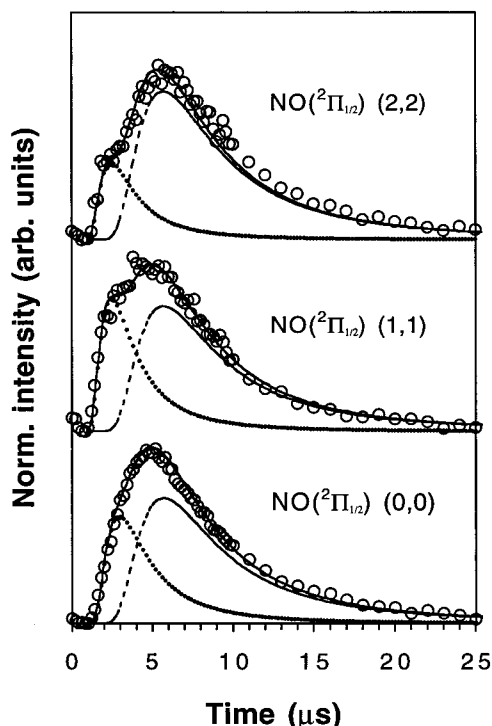 Norm. intensity (arb. units)
NO(²Π₁/₂) (2,2)
NO(²Π₁/₂) (1,1)
NO(²Π₁/₂) (0,0)
0 5 10 15 20 25
Time (μs)